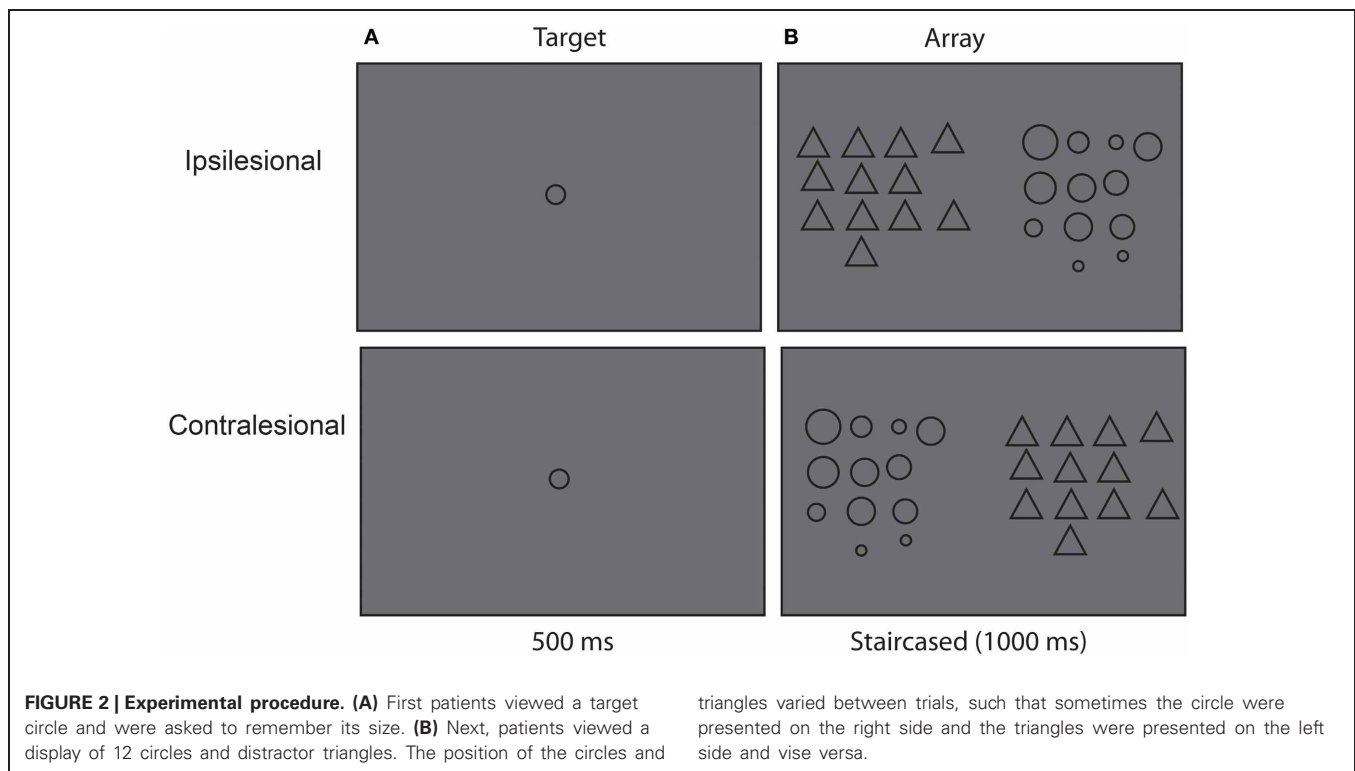 A Target B Array
Ipsilesional
Contralesional
500 ms Staircased (1000 ms)
FIGURE 2 | Experimental procedure. (A) First patients viewed a target
circle and were asked to remember its size. (B) Next, patients viewed a
display of 12 circles and distractor triangles. The position of the circles and
triangles varied between trials, such that sometimes the circle were
presented on the right side and the triangles were presented on the left
side and vise versa.